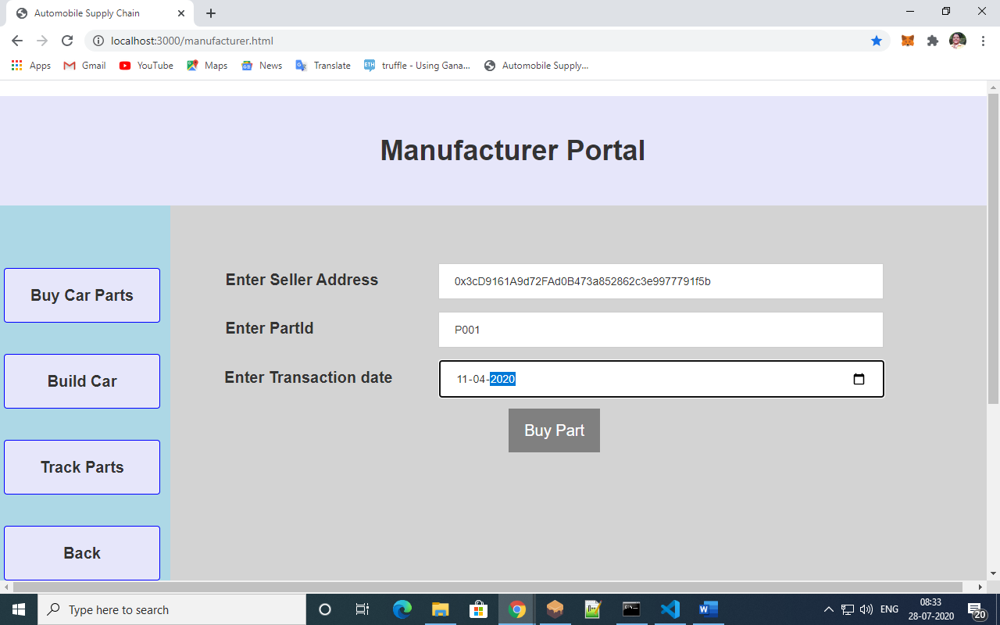 Automobile Supply Chain
localhost:3000/manufacturer.html
Apps Gmail YouTube Maps News Translate ETH truffle - Using Gana... Automobile Supply...
Manufacturer Portal
Buy Car Parts
Build Car
Track Parts
Back
Enter Seller Address 0x3cD9161A9d72FAd0B473a852862c3e9977791f5b
Enter PartId P001
Enter Transaction date 11-04-2020
Buy Part
Type here to search
ENG
08:33
28-07-2020
20